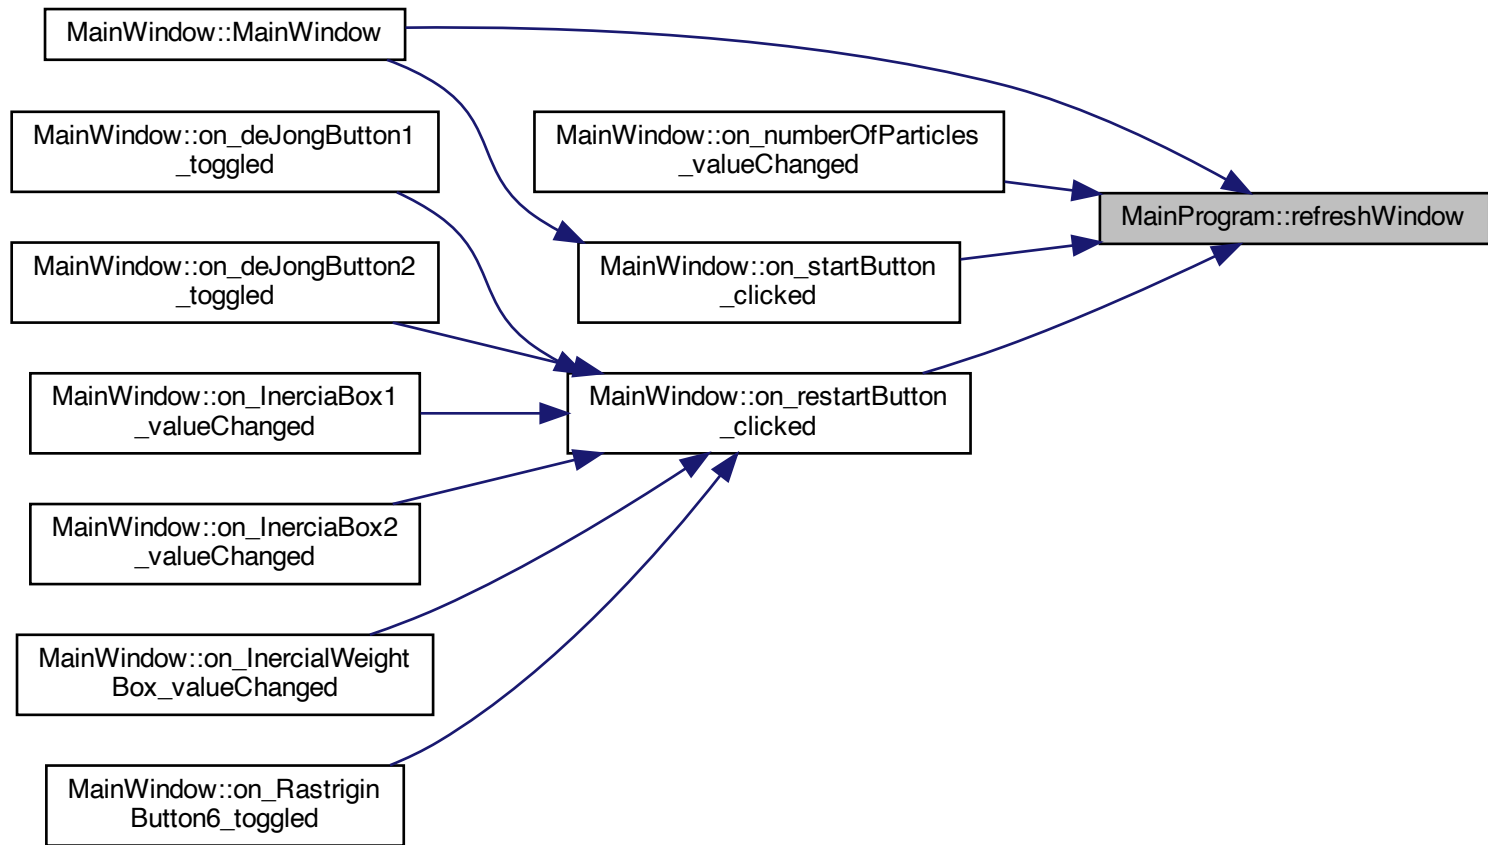 MainWindow::MainWindow
MainWindow::on_deJongButton1
_toggled
MainWindow::on_numberOfParticles
_valueChanged
MainProgram::refreshWindow
MainWindow::on_deJongButton2
_toggled
MainWindow::on_startButton
_clicked
MainWindow::on_InerciaBox1
_valueChanged
MainWindow::on_restartButton
_clicked
MainWindow::on_InerciaBox2
_valueChanged
MainWindow::on_InercialWeight
Box_valueChanged
MainWindow::on_Rastrigin
Button6_toggled